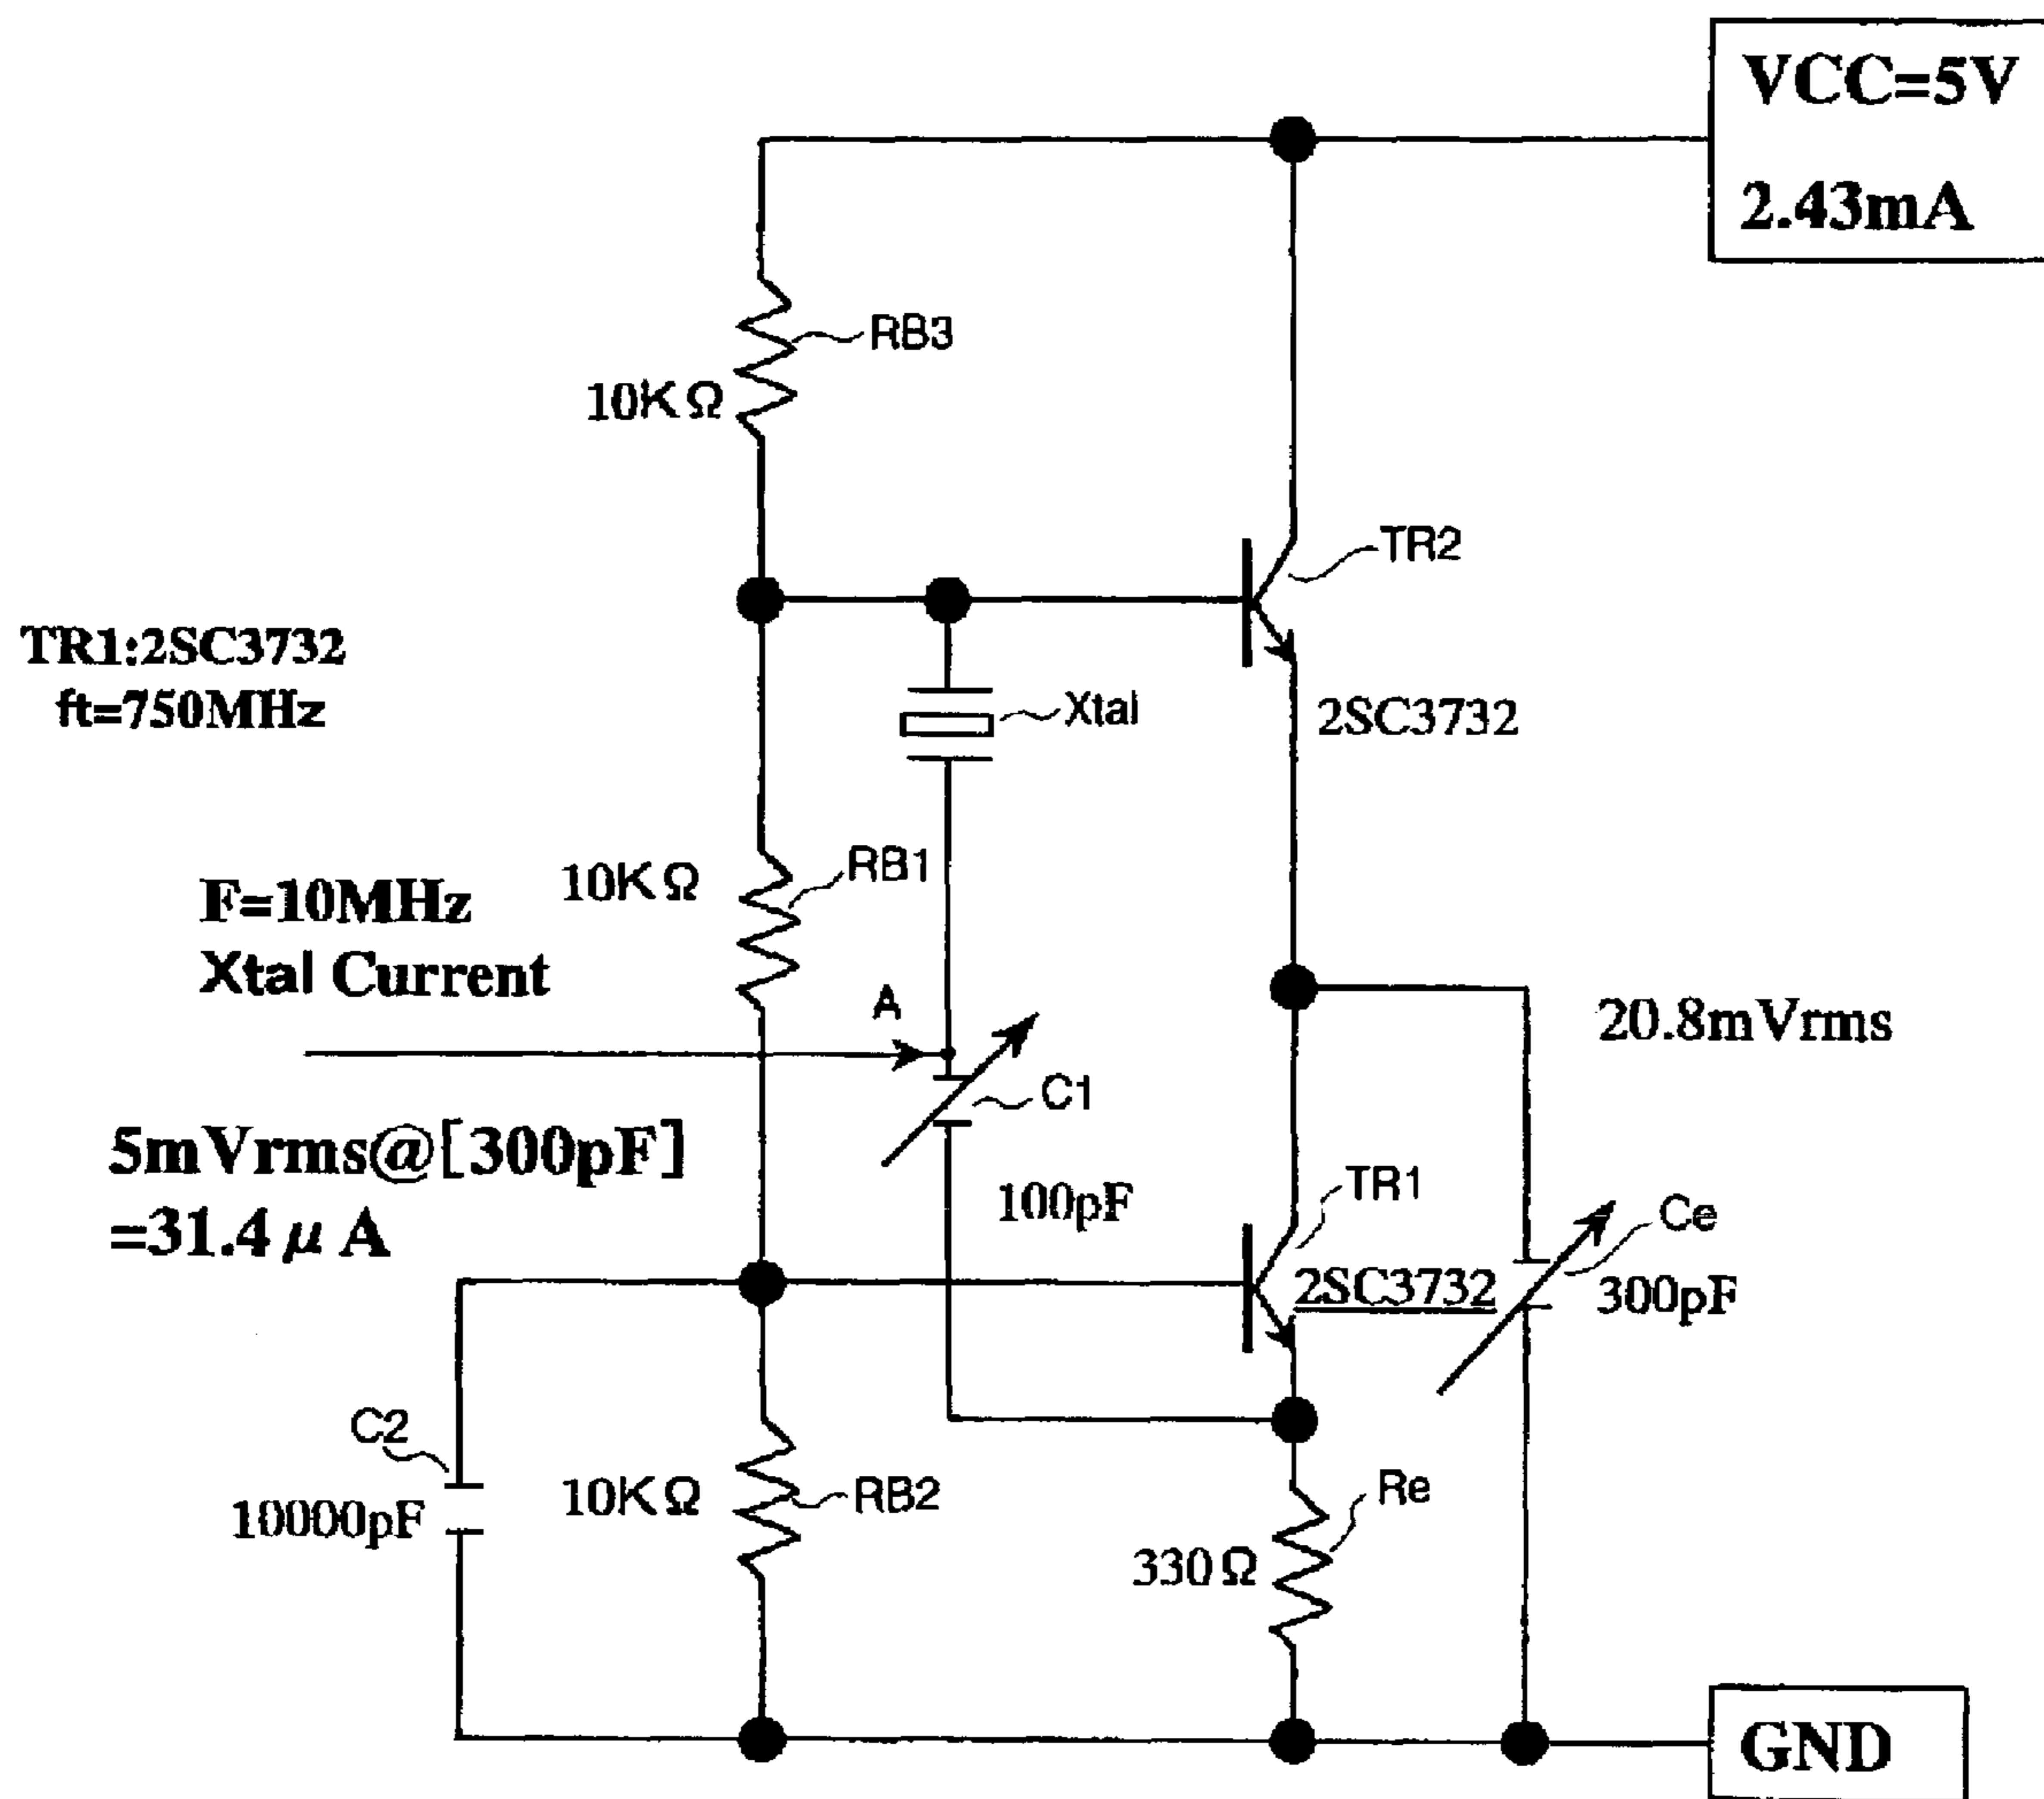 VCC=5V
2.43mA
RB3
10KΩ
TR2
TR1:2SC3732
ft=750MHz
Xtal
2SC3732
RB1
10KΩ
F=10MHz
Xtal Current
A
20.8mVrms
C1
5mVrms@[300pF]
=31.4μA
100pF
TR1
Ce
2SC3732
300pF
C2
10000pF
10KΩ
RB2
Re
330Ω
GND